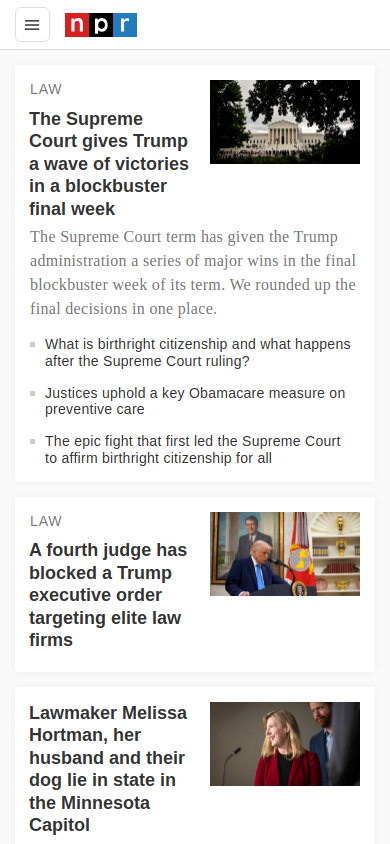 npr
LAW
The Supreme
Court gives Trump
a wave of victories
in a blockbuster
final week
The Supreme Court term has given the Trump
administration a series of major wins in the final
blockbuster week of its term. We rounded up the
final decisions in one place.
What is birthright citizenship and what happens
after the Supreme Court ruling?
Justices uphold a key Obamacare measure on
preventive care
The epic fight that first led the Supreme Court
to affirm birthright citizenship for all
LAW
A fourth judge has
blocked a Trump
executive order
targeting elite law
firms
Lawmaker Melissa
Hortman, her
husband and their
dog lie in state in
the Minnesota
Capitol